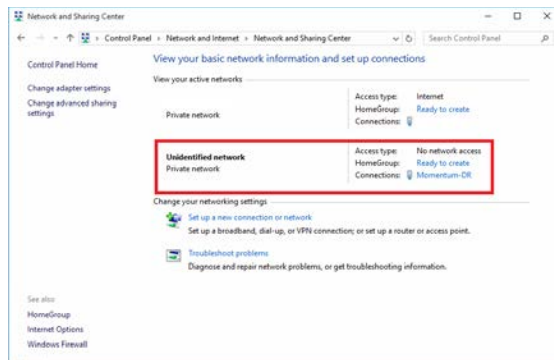 Network and Sharing Center
Control Panel > Network and Internet > Network and Sharing Center
Search Control Panel
Control Panel Home
Change adapter settings
Change advanced sharing
settings
View your basic network information and set up connections
View your active networks
Private network
Access type: Internet
HomeGroup: Ready to create
Connections:
Unidentified network
Private network
Access type: No network access
HomeGroup: Ready to create
Connections: Momentum-DR
Change your networking settings
Set up a new connection or network
Set up a broadband, dial-up, or VPN connection; or set up a router or access point.
Troubleshoot problems
Diagnose and repair network problems, or get troubleshooting information.
See also
HomeGroup
Internet Options
Windows Firewall